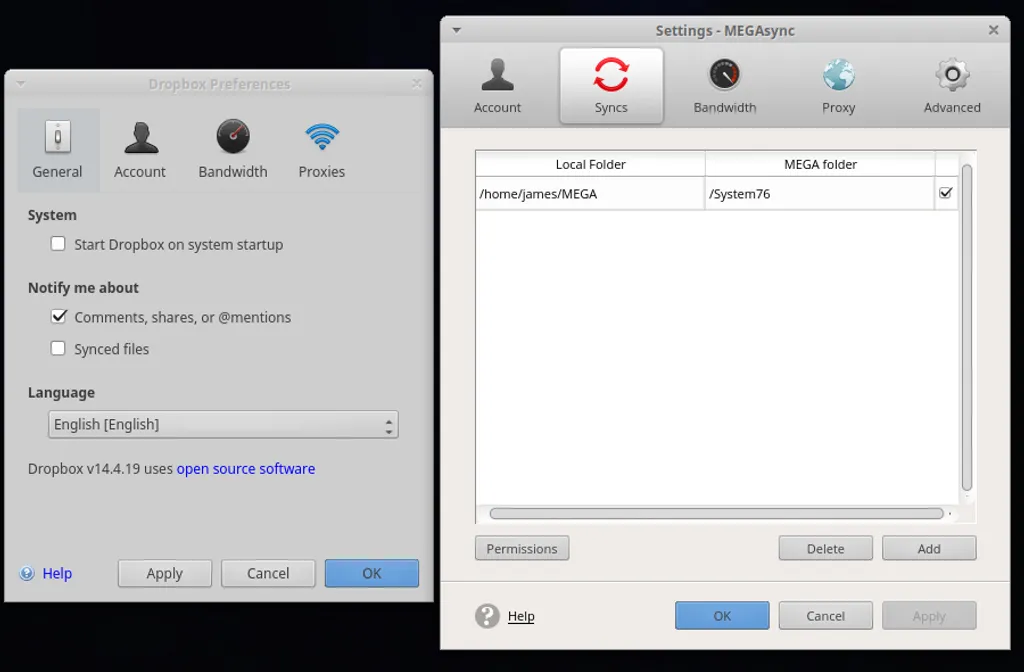 Dropbox Preferences
General Account Bandwidth Proxies
System
Start Dropbox on system startup
Notify me about
Comments, shares, or @mentions
Synced files
Language
English [English]
Dropbox v14.4.19 uses open source software
Help Apply Cancel OK
Settings - MEGAsync
Account Syncs Bandwidth Proxy Advanced
Local Folder MEGA folder
/home/james/MEGA /System76
Permissions Delete Add
? Help OK Cancel Apply